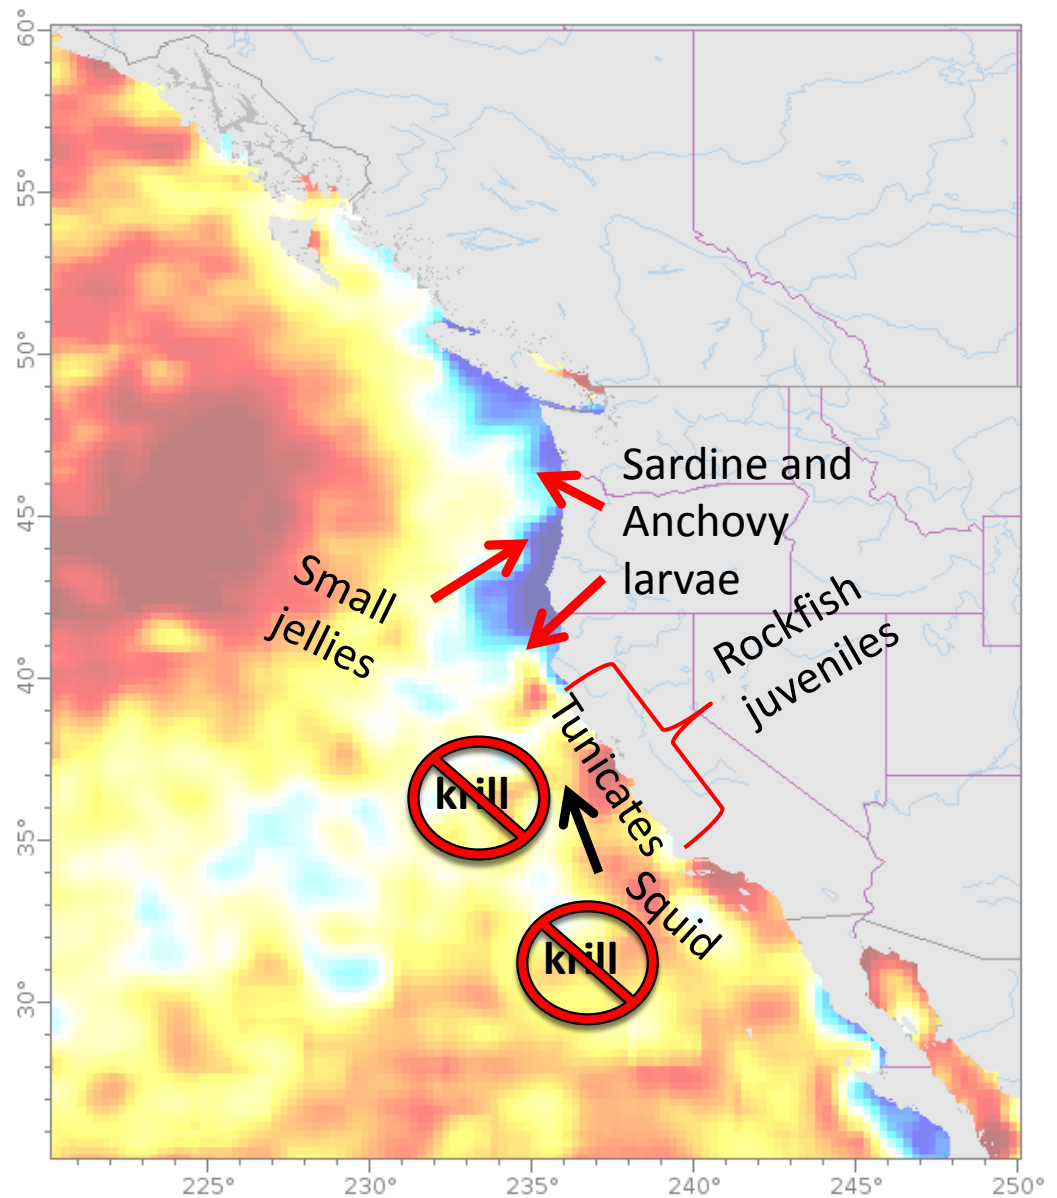 60°
55°
50°
45°
40°
35°
30°
Sardine and
Anchovy
larvae
Small
jellies
Rockfish
juveniles
Tunicates
krill
Squid
krill
225°
230°
235°
240°
245°
250°